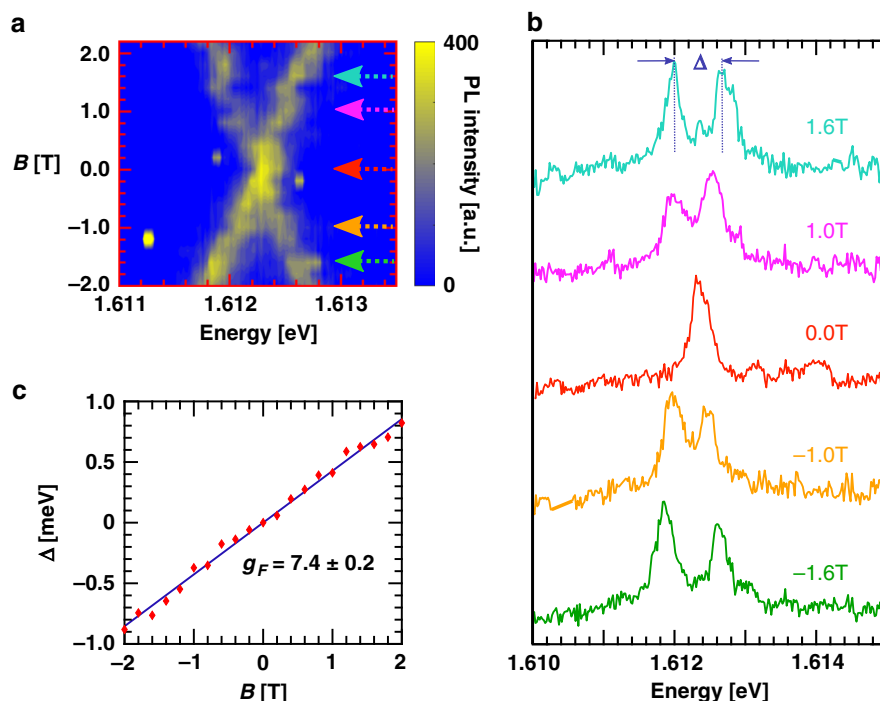 a
2.0
1.0
0.0
−1.0
−2.0
B [T]
1.611
1.612
1.613
Energy [eV]
400
0
PL intensity [a.u.]
b
Δ
1.6T
1.0T
0.0T
−1.0T
−1.6T
1.610
1.612
1.614
Energy [eV]
c
1.0
0.5
0
−0.5
−1.0
Δ [meV]
gF = 7.4 ± 0.2
−2
−1
0
1
2
B [T]